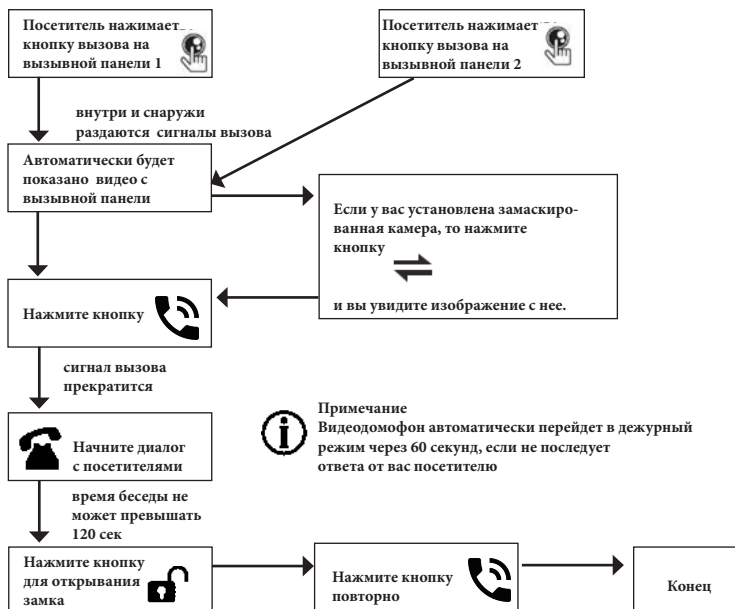 Посетитель нажимает
кнопку вызова на
вызывной панели 1
Посетитель нажимает
кнопку вызова на
вызывной панели 2
внутри и снаружи
раздаются сигналы вызова
Автоматически будет
показано видео с
вызывной панели
Если у вас установлена замаскиро-
ванная камера, то нажмите
кнопку
и вы увидите изображение с нее.
Нажмите кнопку
сигнал вызова
прекратится
Примечание
Видеодомофон автоматически перейдет в дежурный
режим через 60 секунд, если не последует
ответа от вас посетителю
Начните диалог
с посетителями
время беседы не
может превышать
120 сек
Нажмите кнопку
для открывания
замка
Нажмите кнопку
повторно
Конец